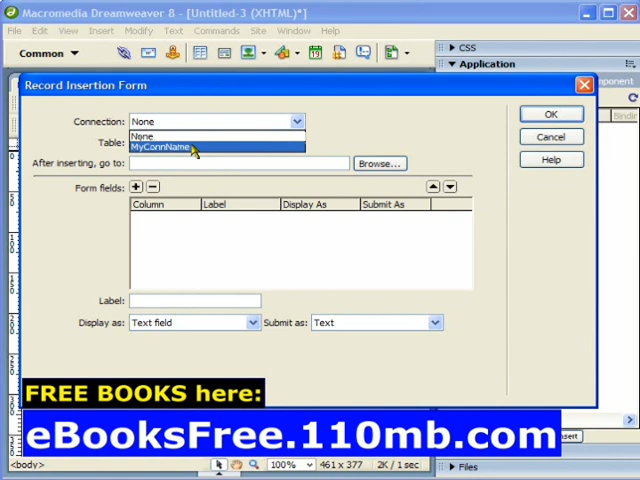 Macromedia Dreamweaver 8 - [Untitled-3 (XHTML)*]
File Edit View Insert Modify Text Commands Site Window Help
Common
CSS
Application
Record Insertion Form
ponent
Connection: None
OK
Bindin
None
Table:
Cancel
MyConnName
After inserting, go to: Browse... Help
Form fields:
Column Label Display As Submit As
Label:
Display as: Text field Submit as: Text
FREE BOOKS here:
eBooksFree.110mb.com
nsert
<body> 100% 461 x 377 2K / 1 sec
Files